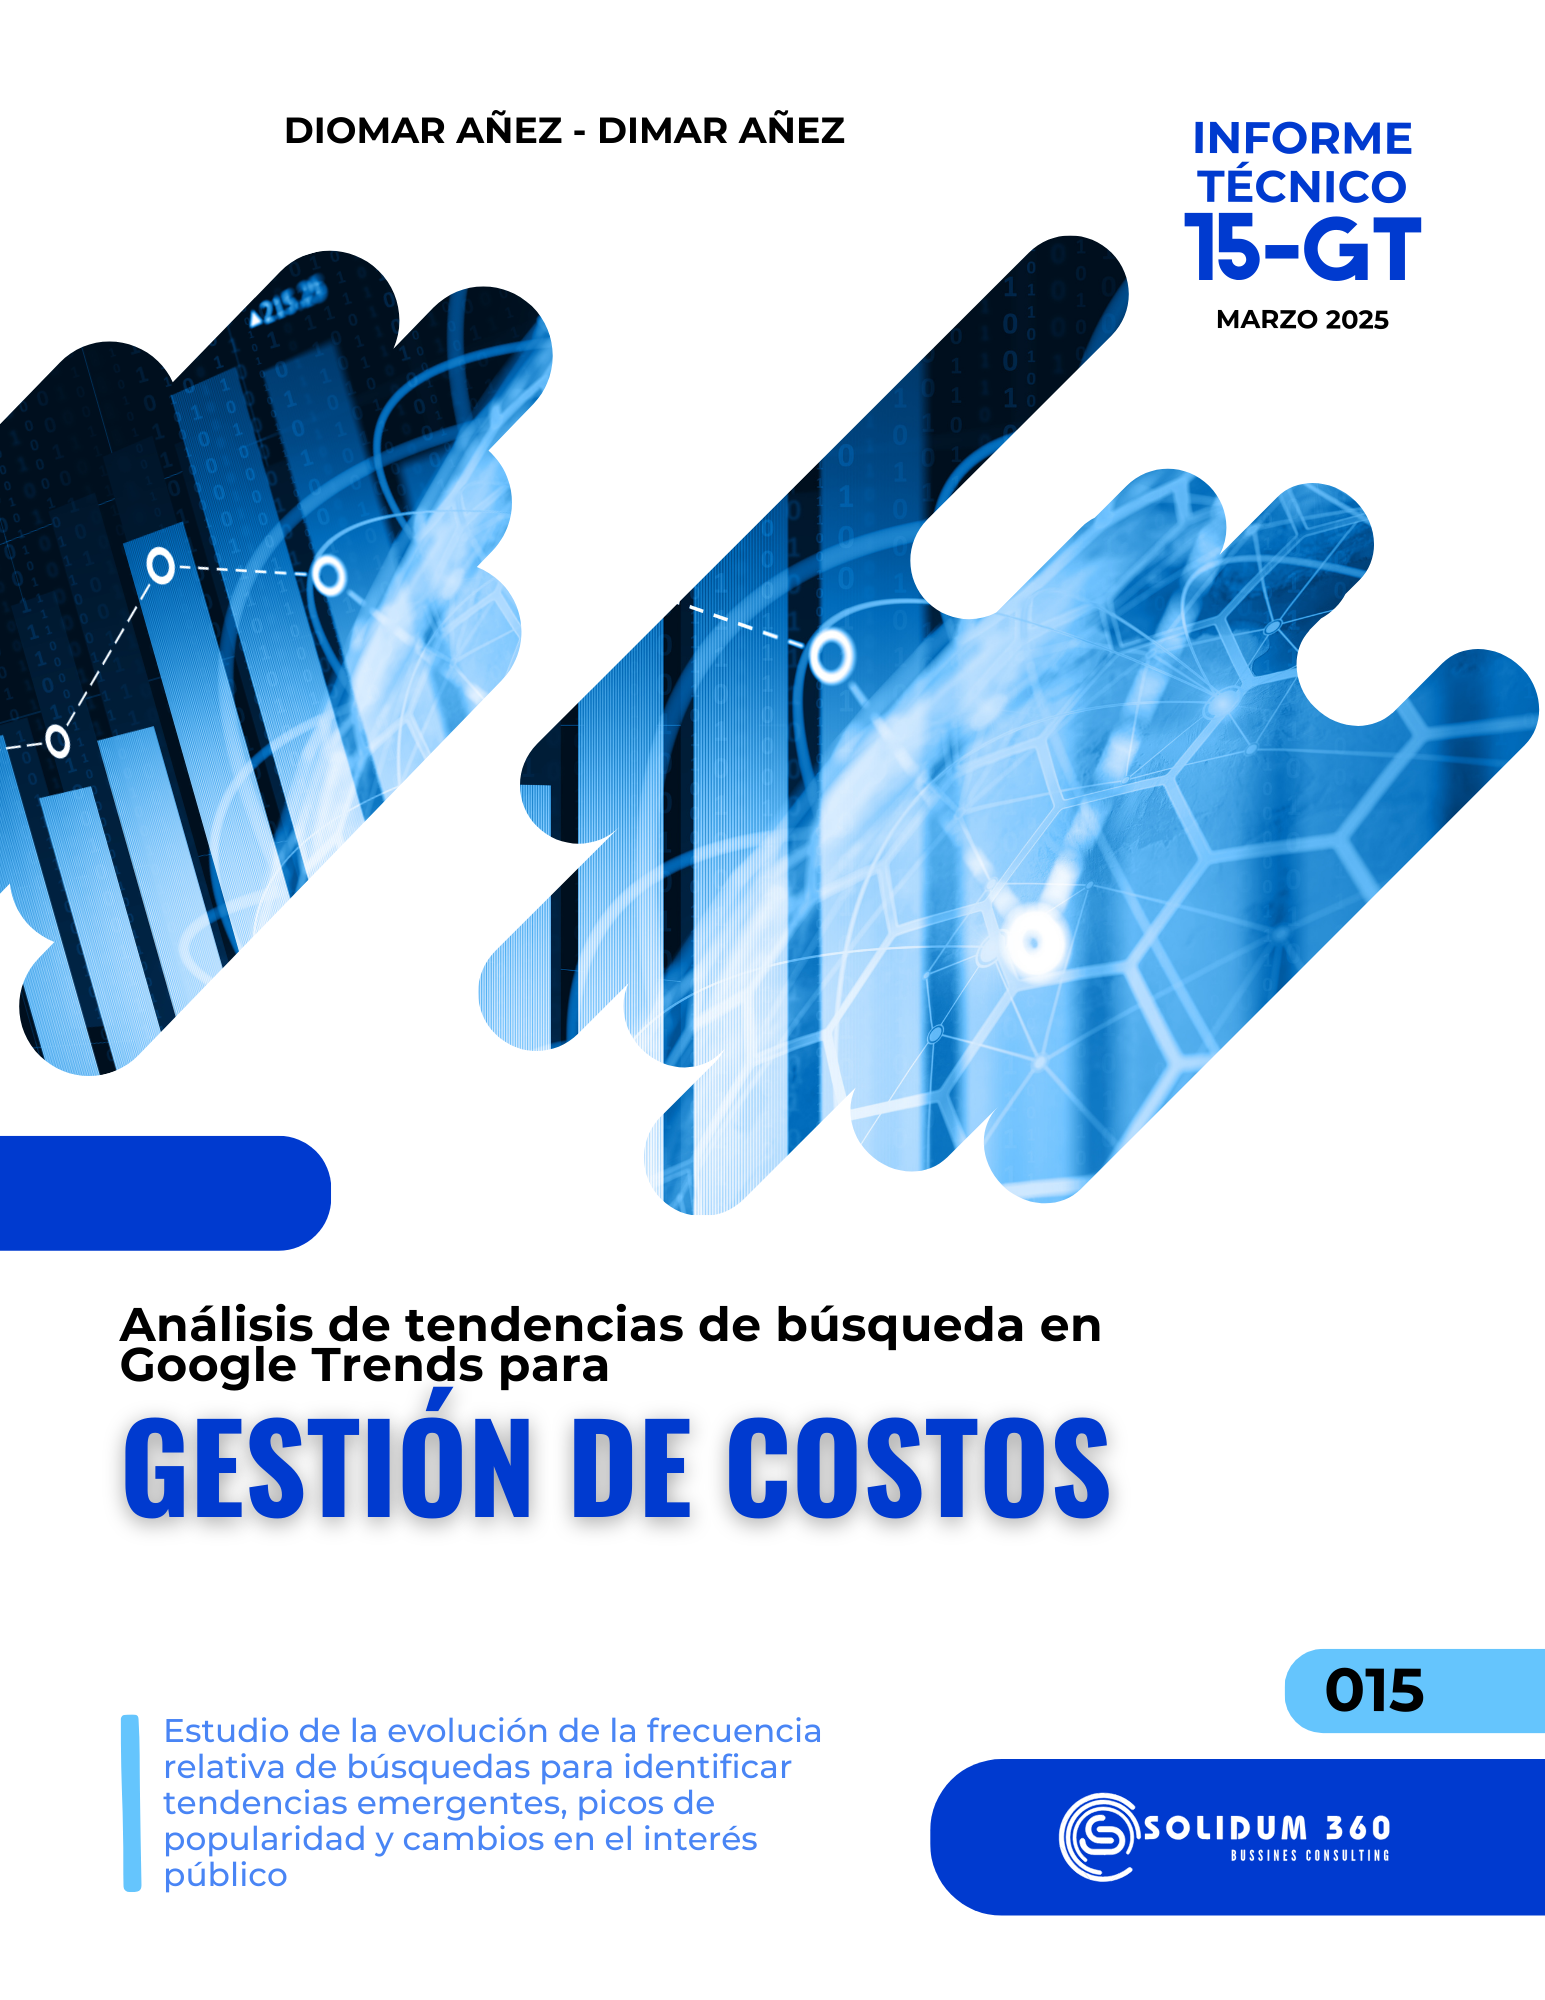 DIOMAR AÑEZ - DIMAR AÑEZ
INFORME
TÉCNICO
15-GT
MARZO 2025
▲215.29
Análisis de tendencias de búsqueda en
Google Trends para
GESTIÓN DE COSTOS
015
Estudio de la evolución de la frecuencia
relativa de búsquedas para identificar
tendencias emergentes, picos de
popularidad y cambios en el interés
público
SOLIDUM 360
BUSSINES CONSULTING